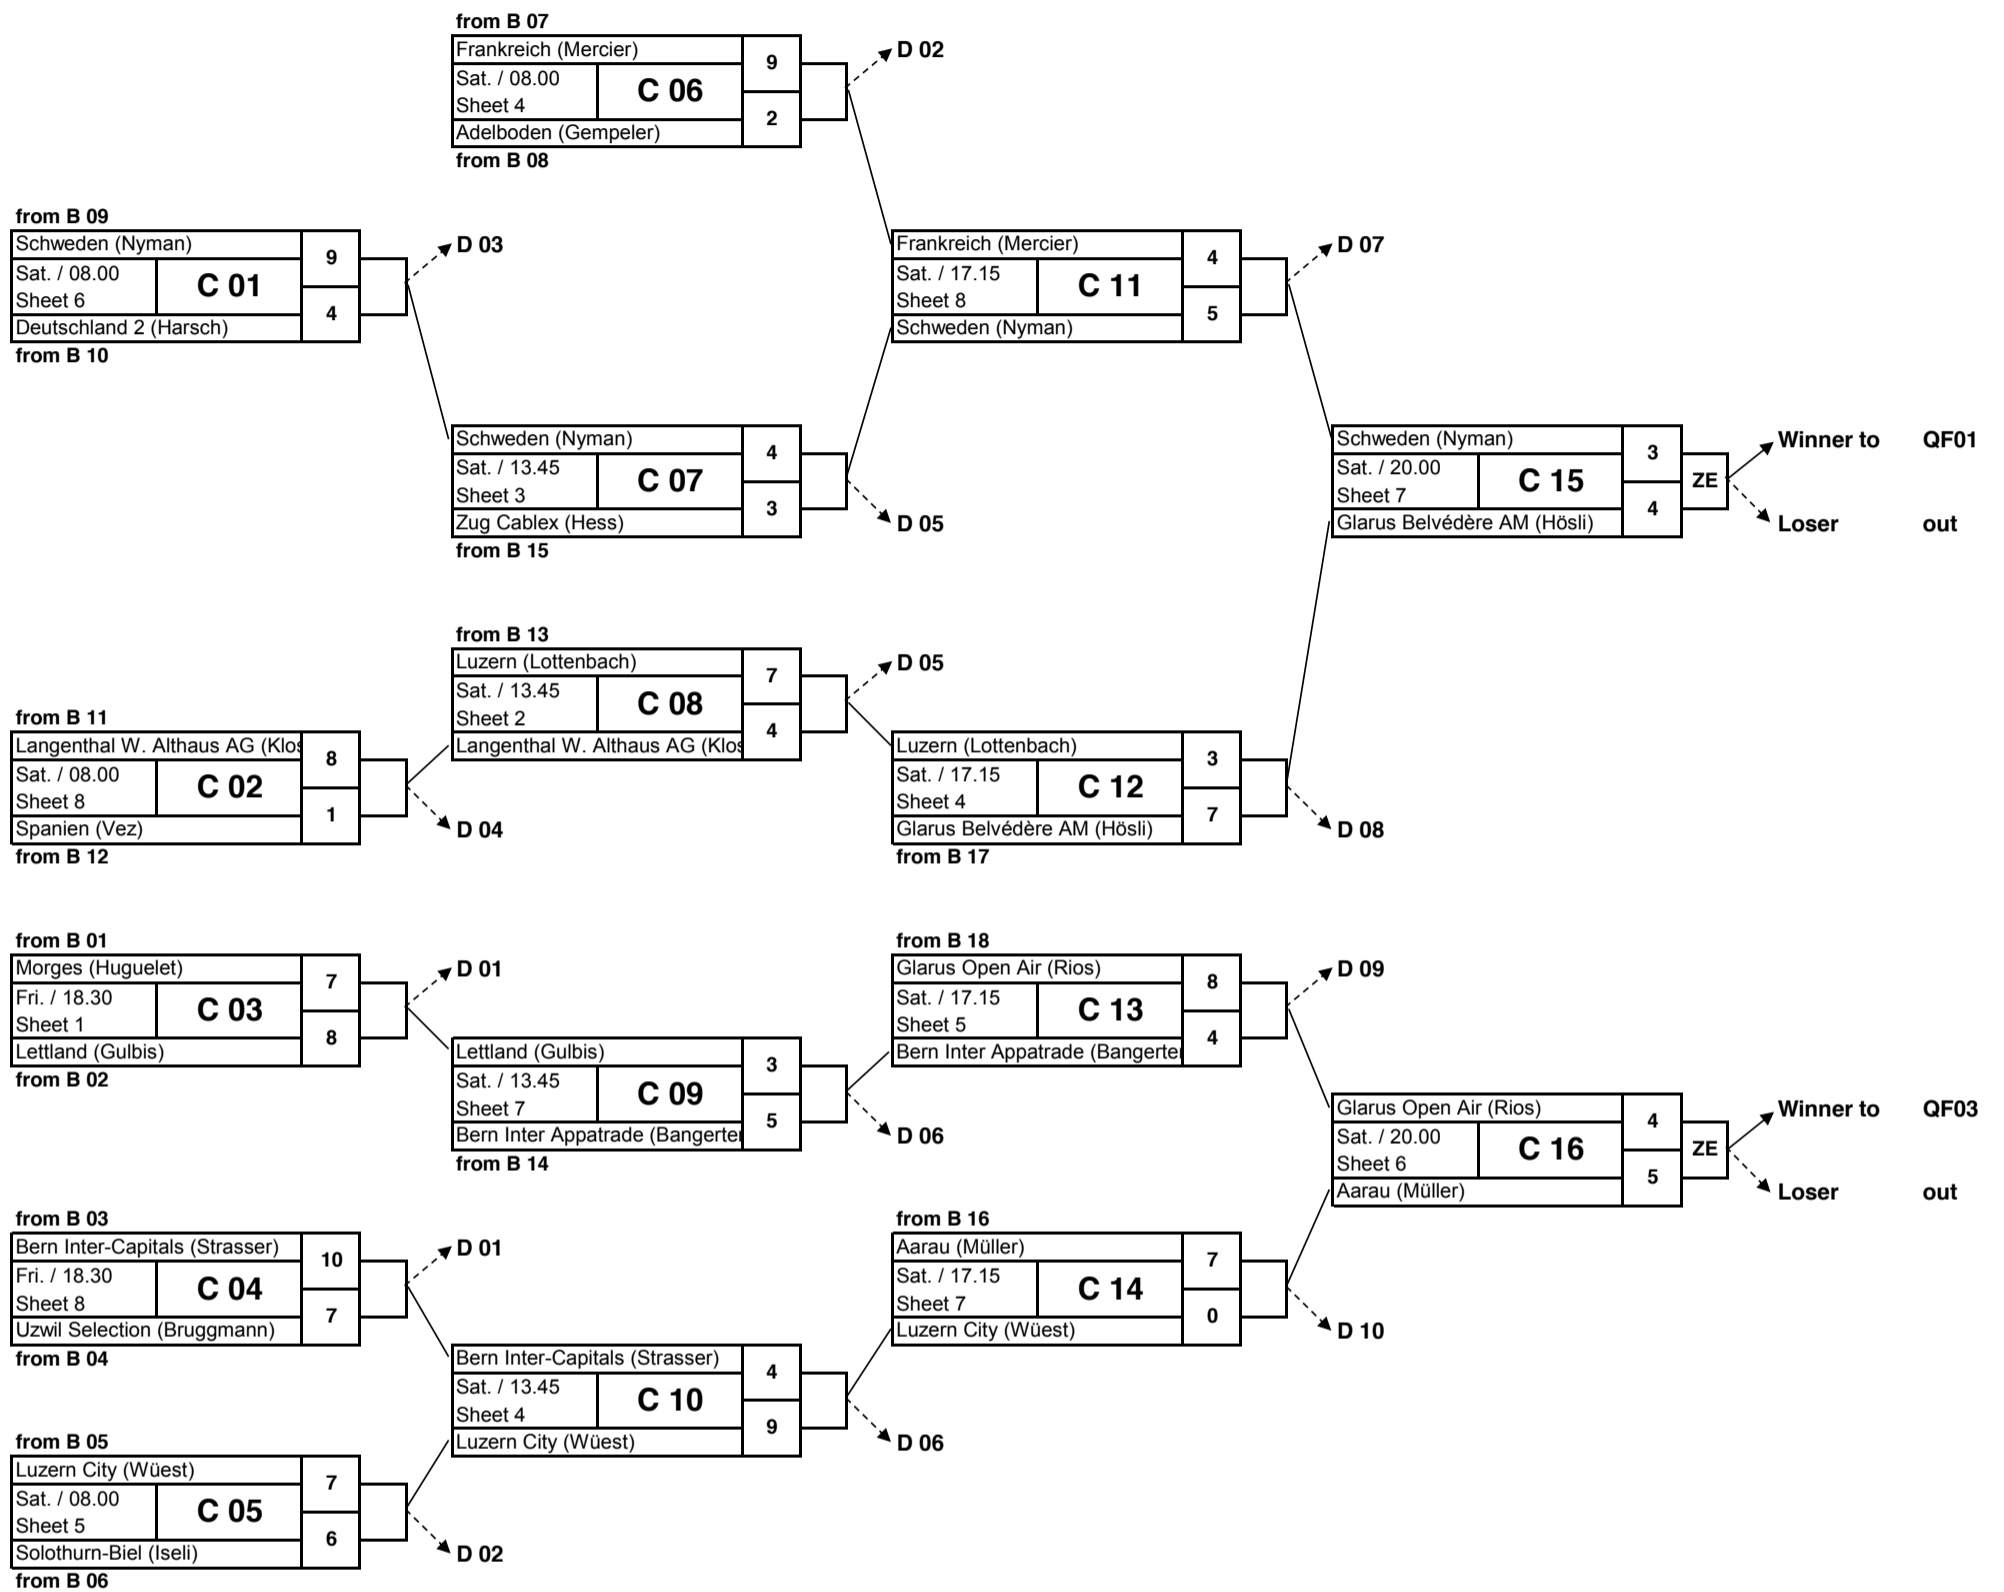 from B 07
Frankreich (Mercier)
9
D 02
Sat. / 08.00
C 06
Sheet 4
2
Adelboden (Gempeler)
from B 08
from B 09
Schweden (Nyman)
9
D 03
Sat. / 08.00
C 01
Sheet 6
4
Deutschland 2 (Harsch)
from B 10
Frankreich (Mercier)
4
D 07
Sat. / 17.15
C 11
Sheet 8
5
Schweden (Nyman)
Schweden (Nyman)
4
Sat. / 13.45
C 07
Sheet 3
3
Zug Cablex (Hess)
D 05
from B 15
Schweden (Nyman)
3
Winner to QF01
Sat. / 20.00
C 15
ZE
Sheet 7
4
Glarus Belvédère AM (Hösli)
Loser out
from B 13
Luzern (Lottenbach)
7
D 05
Sat. / 13.45
C 08
Sheet 2
4
Langenthal W. Althaus AG (Klos
from B 11
Langenthal W. Althaus AG (Klos
8
Sat. / 08.00
C 02
Sheet 8
1
Spanien (Vez)
D 04
from B 12
Luzern (Lottenbach)
3
Sat. / 17.15
C 12
Sheet 4
7
Glarus Belvédère AM (Hösli)
D 08
from B 17
from B 01
Morges (Huguelet)
7
D 01
Fri. / 18.30
C 03
Sheet 1
8
Lettland (Gulbis)
from B 02
from B 18
Glarus Open Air (Rios)
8
D 09
Sat. / 17.15
C 13
Sheet 5
4
Bern Inter Appatrade (Bangerter
Lettland (Gulbis)
3
Sat. / 13.45
C 09
Sheet 7
5
Bern Inter Appatrade (Bangerter
D 06
from B 14
Glarus Open Air (Rios)
4
Winner to QF03
Sat. / 20.00
C 16
ZE
Sheet 6
5
Aarau (Müller)
Loser out
from B 03
Bern Inter-Capitals (Strasser)
10
D 01
Fri. / 18.30
C 04
Sheet 8
7
Uzwil Selection (Bruggmann)
from B 04
from B 16
Aarau (Müller)
7
Sat. / 17.15
C 14
Sheet 7
0
Luzern City (Wüest)
D 10
Bern Inter-Capitals (Strasser)
4
Sat. / 13.45
C 10
Sheet 4
9
Luzern City (Wüest)
D 06
from B 05
Luzern City (Wüest)
7
Sat. / 08.00
C 05
Sheet 5
6
Solothurn-Biel (Iseli)
D 02
from B 06